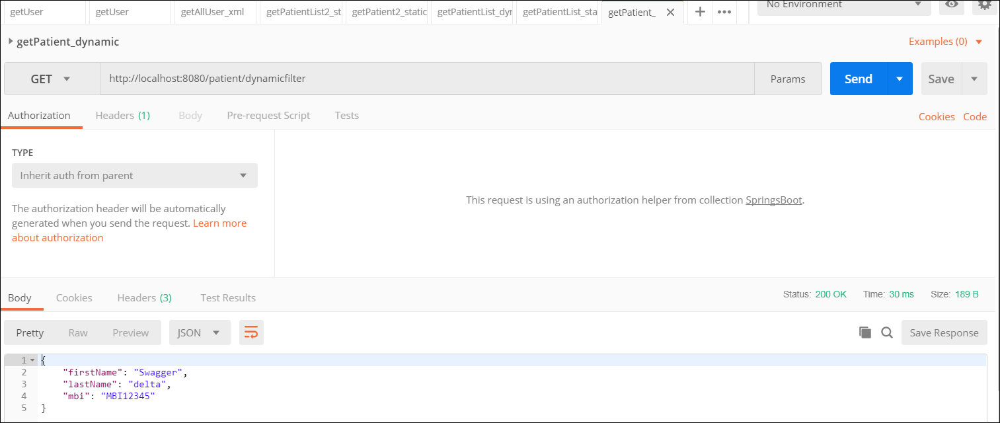 getUser getUser getAllUser_xml getPatientList2_st getPatient2_static getPatientList_dyr getPatientList_sta getPatient_ No Environment
getPatient_dynamic Examples (0)
GET http://localhost:8080/patient/dynamicfilter Params Send Save
Authorization Headers (1) Body Pre-request Script Tests Cookies Code
TYPE
Inherit auth from parent
This request is using an authorization helper from collection SpringsBoot.
The authorization header will be automatically
generated when you send the request. Learn more
about authorization
Body Cookies Headers (3) Test Results Status: 200 OK Time: 30 ms Size: 189 B
Pretty Raw Preview JSON Save Response
1 {
2 "firstName": "Swagger",
3 "lastName": "delta",
4 "mbi": "MBI12345"
5 }